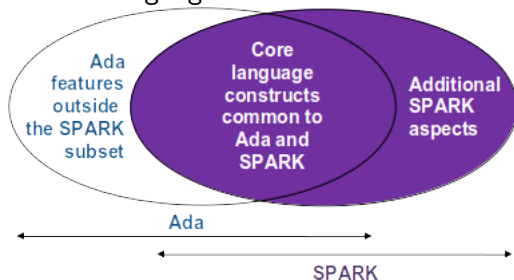 Ada
features
outside
the SPARK
subset
Core
language
constructs
common to
Ada and
SPARK
Additional
SPARK
aspects
Ada
SPARK